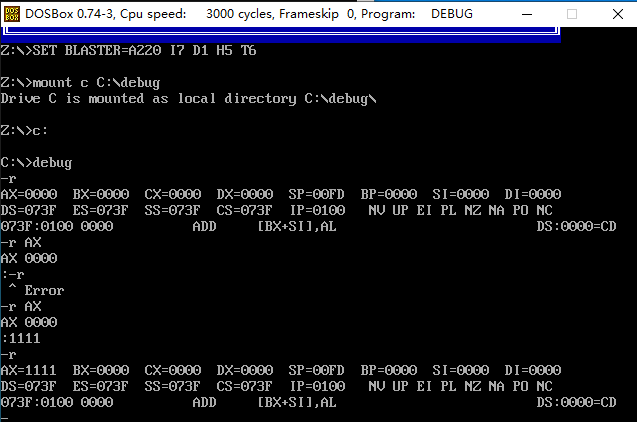 DOSBox 0.74-3, Cpu speed:    3000 cycles, Frameskip  0, Program:    DEBUG
Z:\>SET BLASTER=A220 I7 D1 H5 T6
Z:\>mount c C:\debug
Drive C is mounted as local directory C:\debug\
Z:\>c:
C:\>debug
-r
AX=0000  BX=0000  CX=0000  DX=0000  SP=00FD  BP=0000  SI=0000  DI=0000
DS=073F  ES=073F  SS=073F  CS=073F  IP=0100   NV UP EI PL NZ NA PO NC
073F:0100 0000          ADD     [BX+SI],AL                         DS:0000=CD
-r AX
AX 0000
:-r
 ^ Error
-r AX
AX 0000
:1111
-r
AX=1111  BX=0000  CX=0000  DX=0000  SP=00FD  BP=0000  SI=0000  DI=0000
DS=073F  ES=073F  SS=073F  CS=073F  IP=0100   NV UP EI PL NZ NA PO NC
073F:0100 0000          ADD     [BX+SI],AL                         DS:0000=CD
-